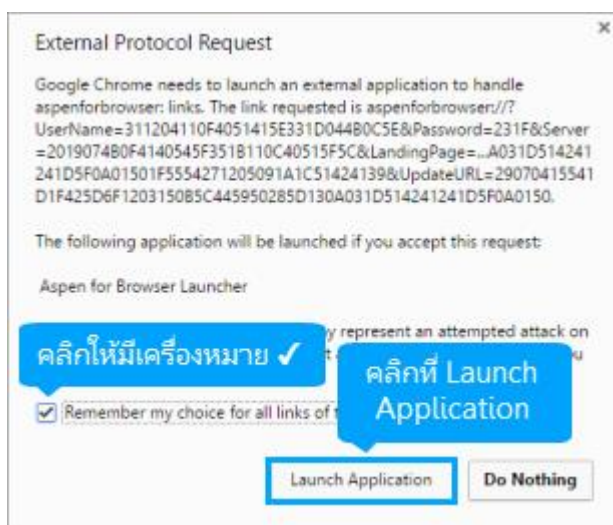 External Protocol Request
Google Chrome needs to launch an external application to handle
aspenforbrowser: links. The link requested is aspenforbrowser://?
UserName=311204110F4051415E331D044B0C5E&Password=231F&Server
=2019074B0F4140545F351B110C40515F5C&LandingPage=...A031D514241
241D5F0A01501F5554271205091A1C51424139&UpdateURL=29070415541
D1F425D6F1203150B5C445950285D130A031D514241241D5F0A0150.
The following application will be launched if you accept this request:
Aspen for Browser Launcher
represent an attempted attack on
คลิกให้มีเครื่องหมาย ✓
คลิกที่ Launch
Application
Remember my choice for all links of
Launch Application
Do Nothing